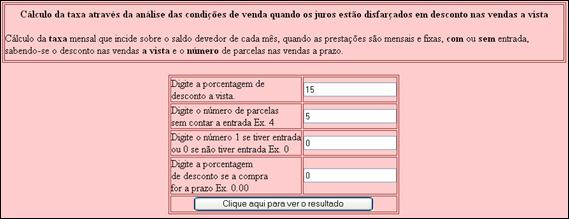 Cálculo da taxa através da análise das condições de venda quando os juros estão disfarçados em desconto nas vendas a vista
Cálculo da taxa mensal que incide sobre o saldo devedor de cada mês, quando as prestações são mensais e fixas, com ou sem entrada,
sabendo-se o desconto nas vendas a vista e o número de parcelas nas vendas a prazo.
Digite a porcentagem de
desconto a vista.
15
Digite o número de parcelas
sem contar a entrada Ex. 4
5
Digite o número 1 se tiver entrada
ou 0 se não tiver entrada Ex. 0
0
Digite a porcentagem
de desconto se a compra
for a prazo Ex. 0.00
0
Clique aqui para ver o resultado